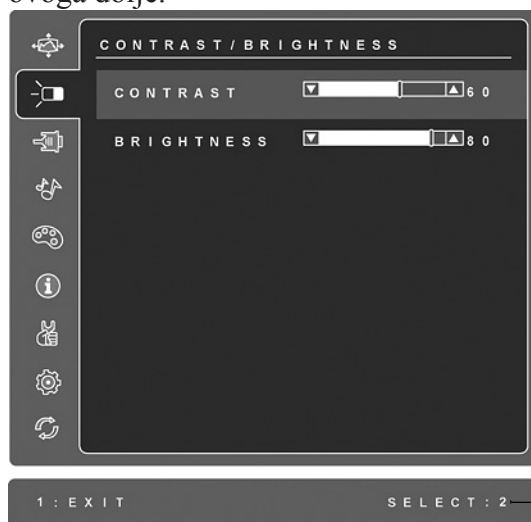 ovoga dolje.
CONTRAST/BRIGHTNESS
CONTRAST 60
BRIGHTNESS 80
1:EXIT SELECT:2